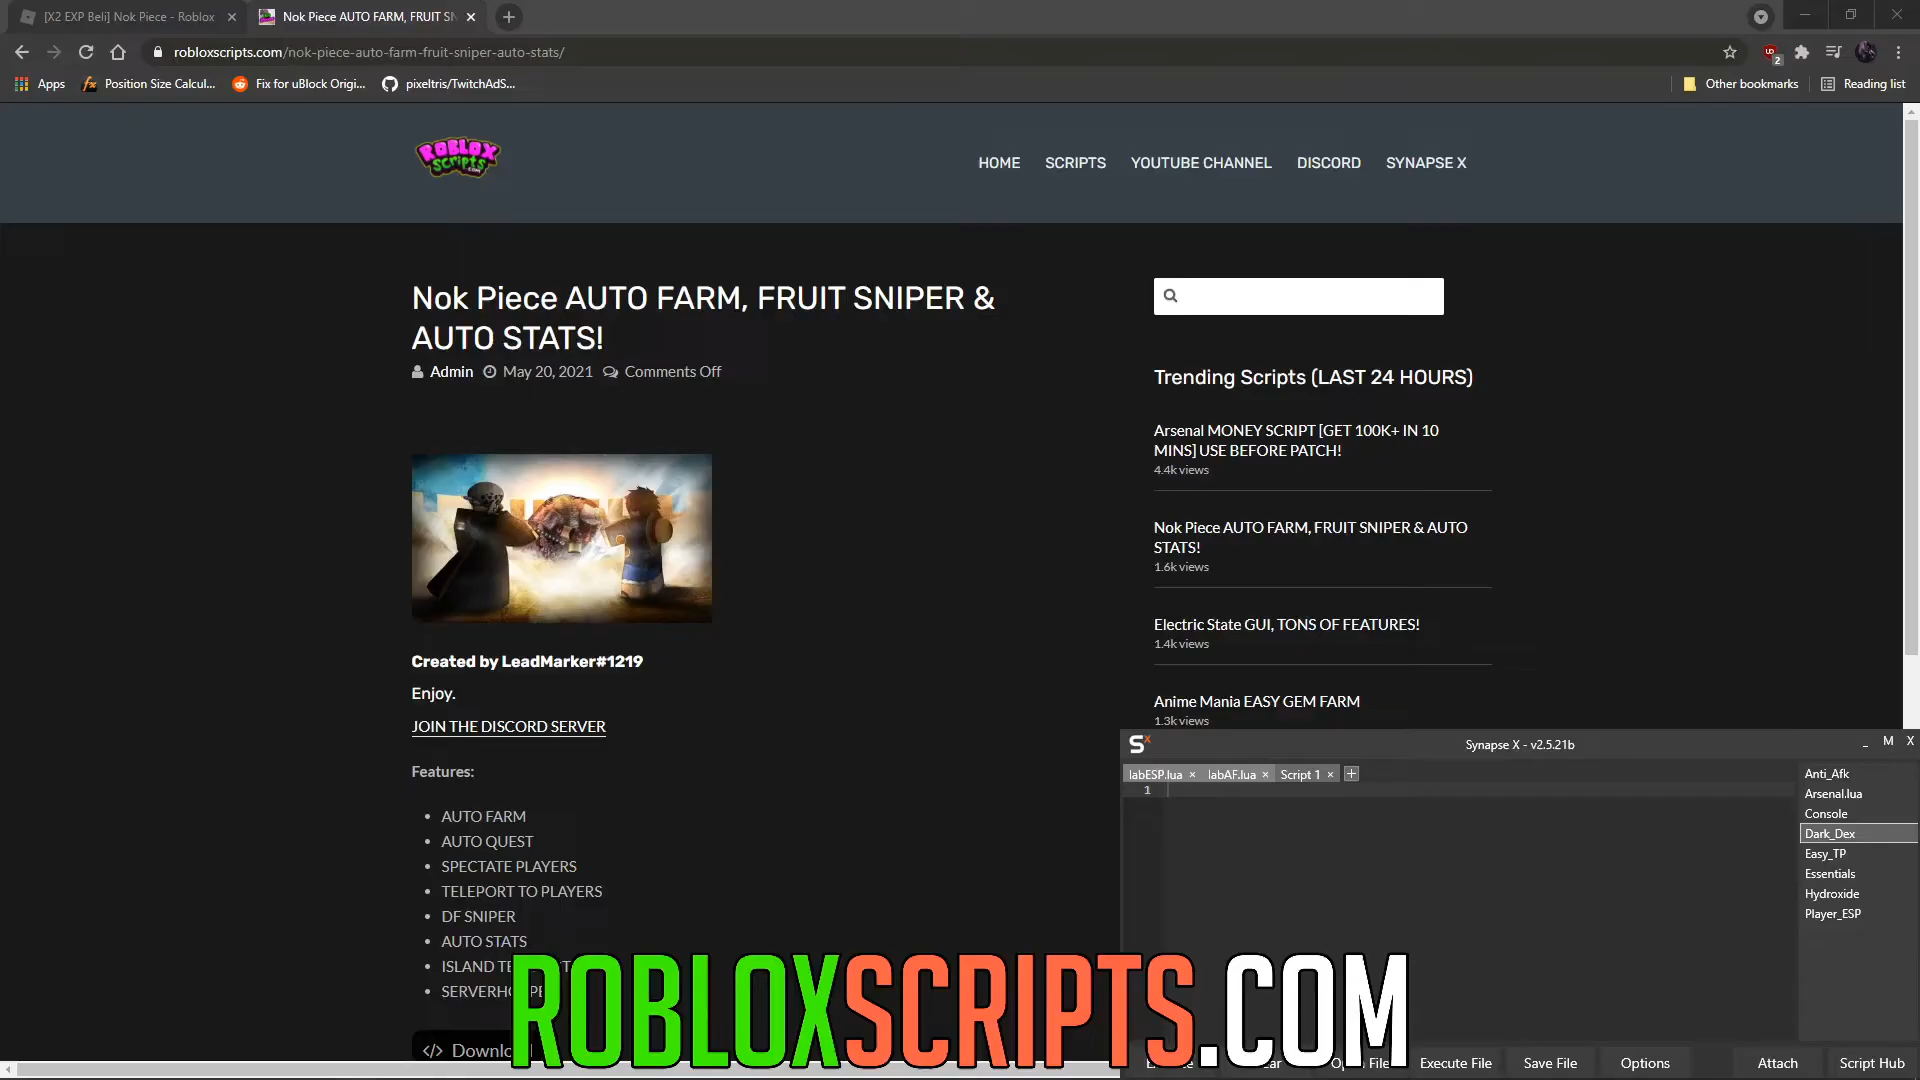 [X2 EXP Beli] Nok Piece - Roblox
Nok Piece AUTO FARM, FRUIT SN
robloxscripts.com/nok-piece-auto-farm-fruit-sniper-auto-stats/
2
Apps
Position Size Calcul...
Fix for uBlock Origi...
pixeltris/TwitchAdS...
Other bookmarks
Reading list
ROBLOX
Scripts
.COM
HOME
SCRIPTS
YOUTUBE CHANNEL
DISCORD
SYNAPSE X
Nok Piece AUTO FARM, FRUIT SNIPER &
AUTO STATS!
Admin May 20, 2021 Comments Off
Created by LeadMarker#1219
Enjoy.
JOIN THE DISCORD SERVER
Features:
AUTO FARM
AUTO QUEST
SPECTATE PLAYERS
TELEPORT TO PLAYERS
DF SNIPER
AUTO STATS
ISLAND
</> 
Trending Scripts (LAST 24 HOURS)
Arsenal MONEY SCRIPT [GET 100K+ IN 10
MINS] USE BEFORE PATCH!
4.4k views
Nok Piece AUTO FARM, FRUIT SNIPER & AUTO
STATS!
1.6k views
Electric State GUI, TONS OF FEATURES!
1.4k views
Anime Mania EASY GEM FARM
1.3k views
Synapse X - v2.5.21b
_ M X
labESP.lua ×
labAF.lua ×
Script 1 ×
1
Anti_Afk
Arsenal.lua
Console
Dark_Dex
Easy_TP
Essentials
Hydroxide
Player_ESP
Execute File
Save File
Options
Attach
Script Hub
ROBLOXSCRIPTS.COM